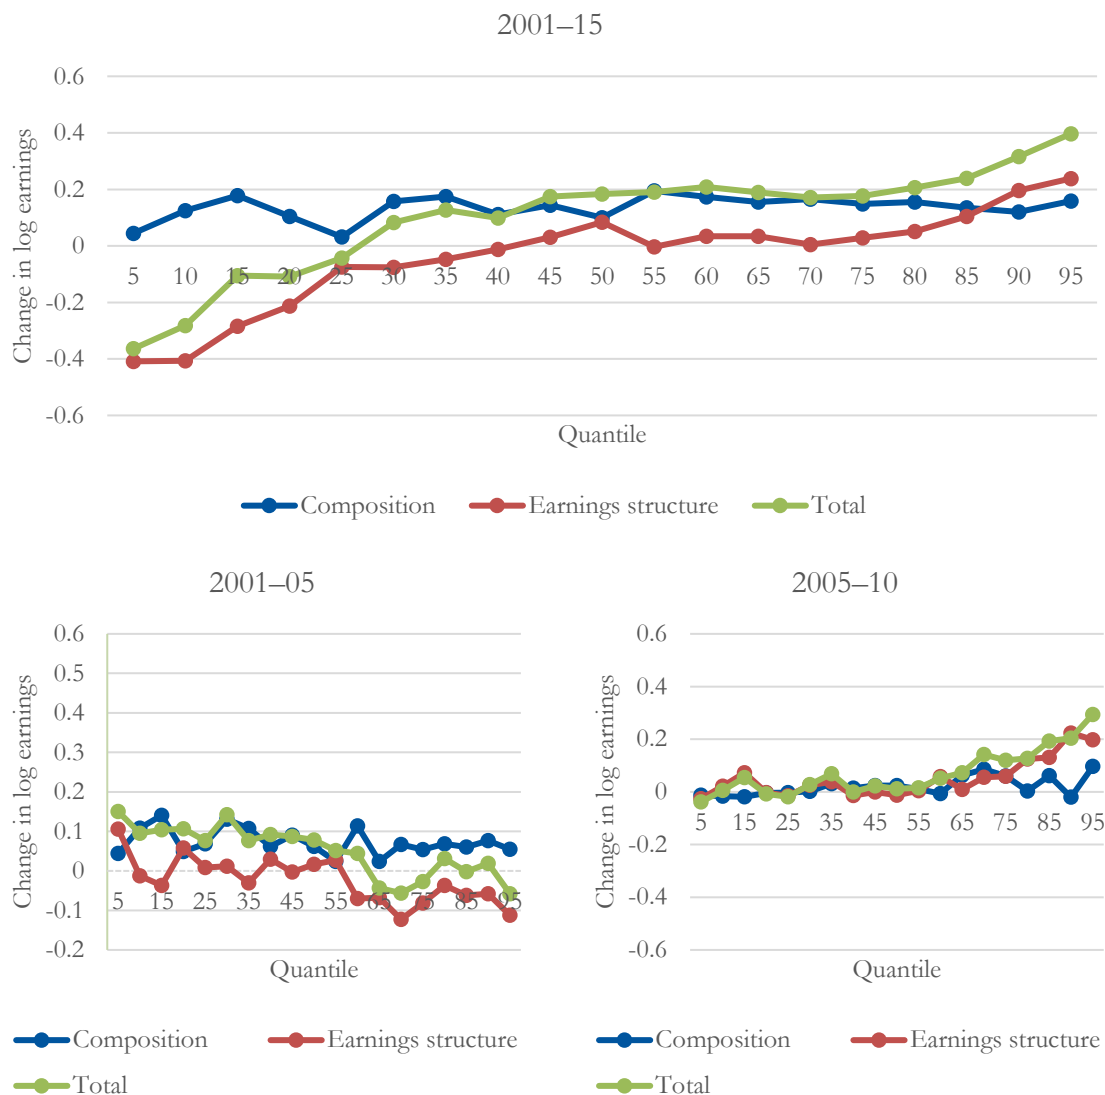 2001–15
0.6
0.4
0.2
0
-0.2
-0.4
-0.6
Change in log earnings
5 10 15 20 25 30 35 40 45 50 55 60 65 70 75 80 85 90 95
Quantile
Composition Earnings structure Total
2001–05
0.6
0.5
0.4
0.3
0.2
0.1
0
-0.1
-0.2
Change in log earnings
5 15 25 35 45 55 65 75 85 95
Quantile
Composition Earnings structure
Total
2005–10
0.6
0.4
0.2
0
-0.2
-0.4
-0.6
Change in log earnings
5 15 25 35 45 55 65 75 85 95
Quantile
Composition Earnings structure
Total